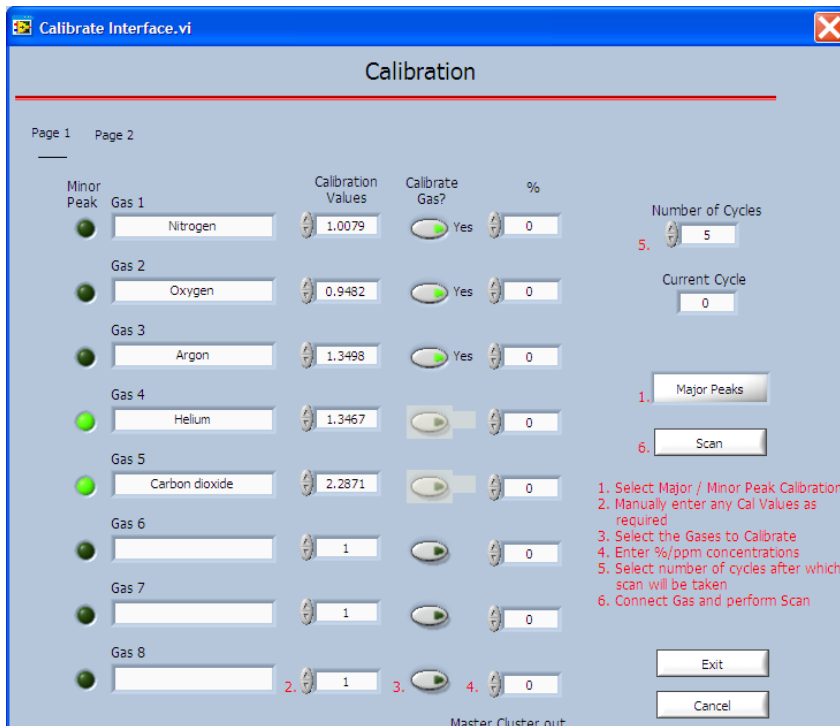 Calibrate Interface.vi
Calibration
Page 1 Page 2
Minor
Peak
Calibration
Values
Calibrate
Gas?
%
Gas 1
Nitrogen 1.0079 Yes 0
Gas 2
Oxygen 0.9482 Yes 0
Gas 3
Argon 1.3498 Yes 0
Gas 4
Helium 1.3467 0
Gas 5
Carbon dioxide 2.2871 0
Gas 6
1 0
Gas 7
1 0
Gas 8
2. 1 3. 4. 0
Master Cluster out
Number of Cycles
5. 5
Current Cycle
0
1. Major Peaks
6. Scan
1. Select Major / Minor Peak Calibration
2. Manually enter any Cal Values as
required
3. Select the Gases to Calibrate
4. Enter %/ppm concentrations
5. Select number of cycles after which
scan will be taken
6. Connect Gas and perform Scan
Exit
Cancel